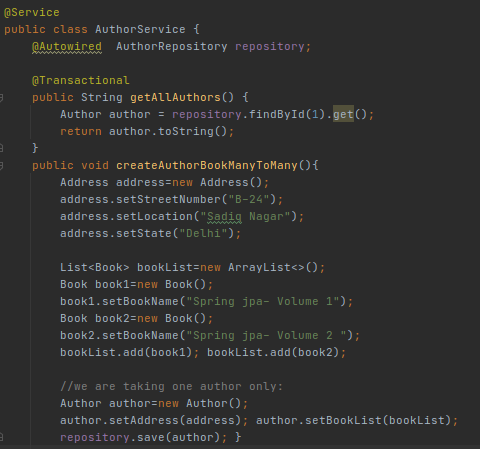 @Service
public class AuthorService {
    @Autowired  AuthorRepository repository;
    @Transactional
    public String getAllAuthors() {
        Author author = repository.findById(1).get();
        return author.toString();
    }
    public void createAuthorBookManyToMany(){
        Address address=new Address();
        address.setStreetNumber("B-24");
        address.setLocation("Sadiq Nagar");
        address.setState("Delhi");
        List<Book> bookList=new ArrayList<>();
        Book book1=new Book();
        book1.setBookName("Spring jpa- Volume 1");
        Book book2=new Book();
        book2.setBookName("Spring jpa- Volume 2 ");
        bookList.add(book1); bookList.add(book2);
        //we are taking one author only:
        Author author=new Author();
        author.setAddress(address); author.setBookList(bookList);
        repository.save(author); }